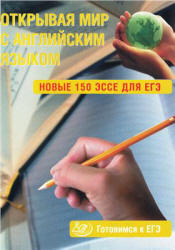 ОТКРЫВАЯ МИР
С АНГЛИЙСКИМ
ЯЗЫКОМ
НОВЫЕ 150 ЭССЕ ДЛЯ ЕГЭ
Готовимся к ЕГЭ